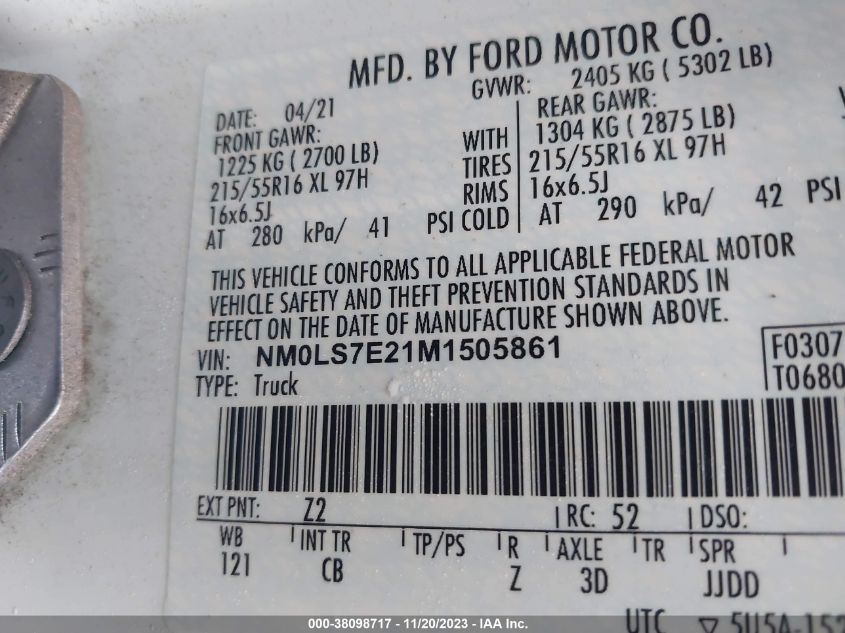 MFD. BY FORD MOTOR CO.
DATE: 04/21 GVWR: 2405 KG ( 5302 LB)
FRONT GAWR: REAR GAWR:
1225 KG ( 2700 LB) WITH 1304 KG ( 2875 LB)
215/55R16 XL 97H TIRES 215/55R16 XL 97H
16x6.5J RIMS 16x6.5J
AT 280 kPa/ 41 PSI COLD AT 290 kPa/ 42 PSI
THIS VEHICLE CONFORMS TO ALL APPLICABLE FEDERAL MOTOR
VEHICLE SAFETY AND THEFT PREVENTION STANDARDS IN
EFFECT ON THE DATE OF MANUFACTURE SHOWN ABOVE.
VIN: NM0LS7E21M1505861 F0307
TYPE: Truck T0680
EXT PNT: Z2 RC: 52 DSO:
WB INT TR TP/PS R AXLE TR SPR
121 CB Z 3D JJDD
UTC ▽ 5U5A-152
000-38098717 - 11/20/2023 - IAA Inc.